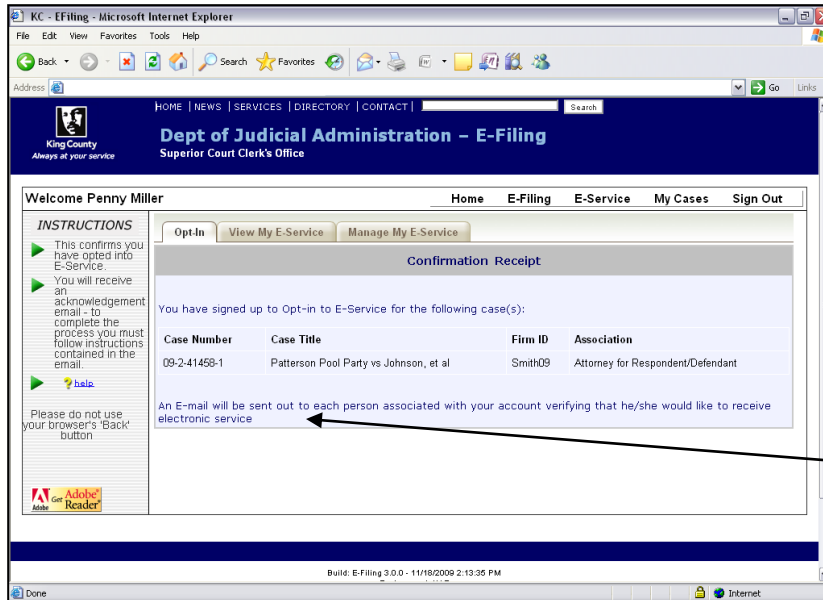 KC - EFiling - Microsoft Internet Explorer
File Edit View Favorites Tools Help
Back Search Favorites
Address Go Links
HOME | NEWS | SERVICES | DIRECTORY | CONTACT | Search
King County
Always at your service
Dept of Judicial Administration – E-Filing
Superior Court Clerk's Office
Welcome Penny Miller Home E-Filing E-Service My Cases Sign Out
INSTRUCTIONS
This confirms you
have opted into
E-Service.
You will receive
an
acknowledgement
email - to
complete the
process you must
follow instructions
contained in the
email.
? help
Please do not use
your browser's 'Back'
button
Adobe Get Adobe® Reader®
Opt-In View My E-Service Manage My E-Service
Confirmation Receipt
You have signed up to Opt-in to E-Service for the following case(s):
Case Number Case Title Firm ID Association
09-2-41458-1 Patterson Pool Party vs Johnson, et al Smith09 Attorney for Respondent/Defendant
An E-mail will be sent out to each person associated with your account verifying that he/she would like to receive
electronic service
Build: E-Filing 3.0.0 - 11/18/2009 2:13:35 PM
Done Internet